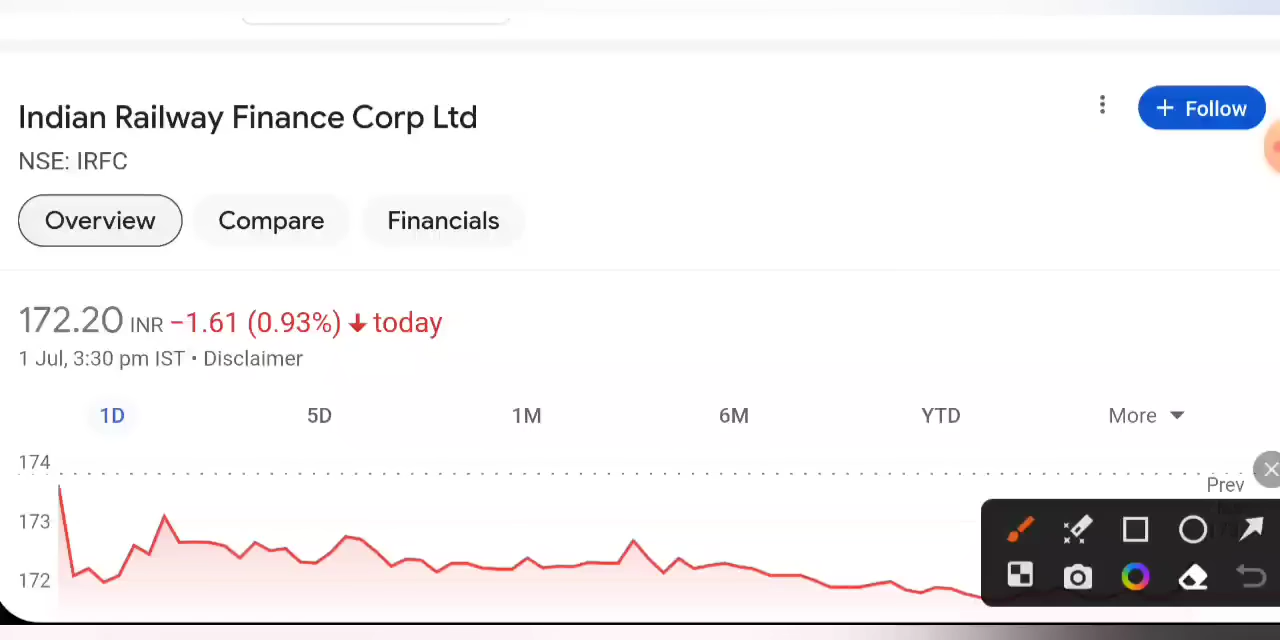 Indian Railway Finance Corp Ltd
+ Follow
NSE: IRFC
Overview Compare Financials
172.20 INR −1.61 (0.93%) ↓ today
1 Jul, 3:30 pm IST • Disclaimer
1D 5D 1M 6M YTD More
174
Prev
173
172